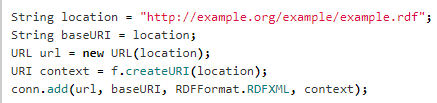 String location = "http://example.org/example/example.rdf";
String baseURI = location;
URL url = new URL(location);
URI context = f.createURI(location);
conn.add(url, baseURI, RDFFormat.RDFXML, context);